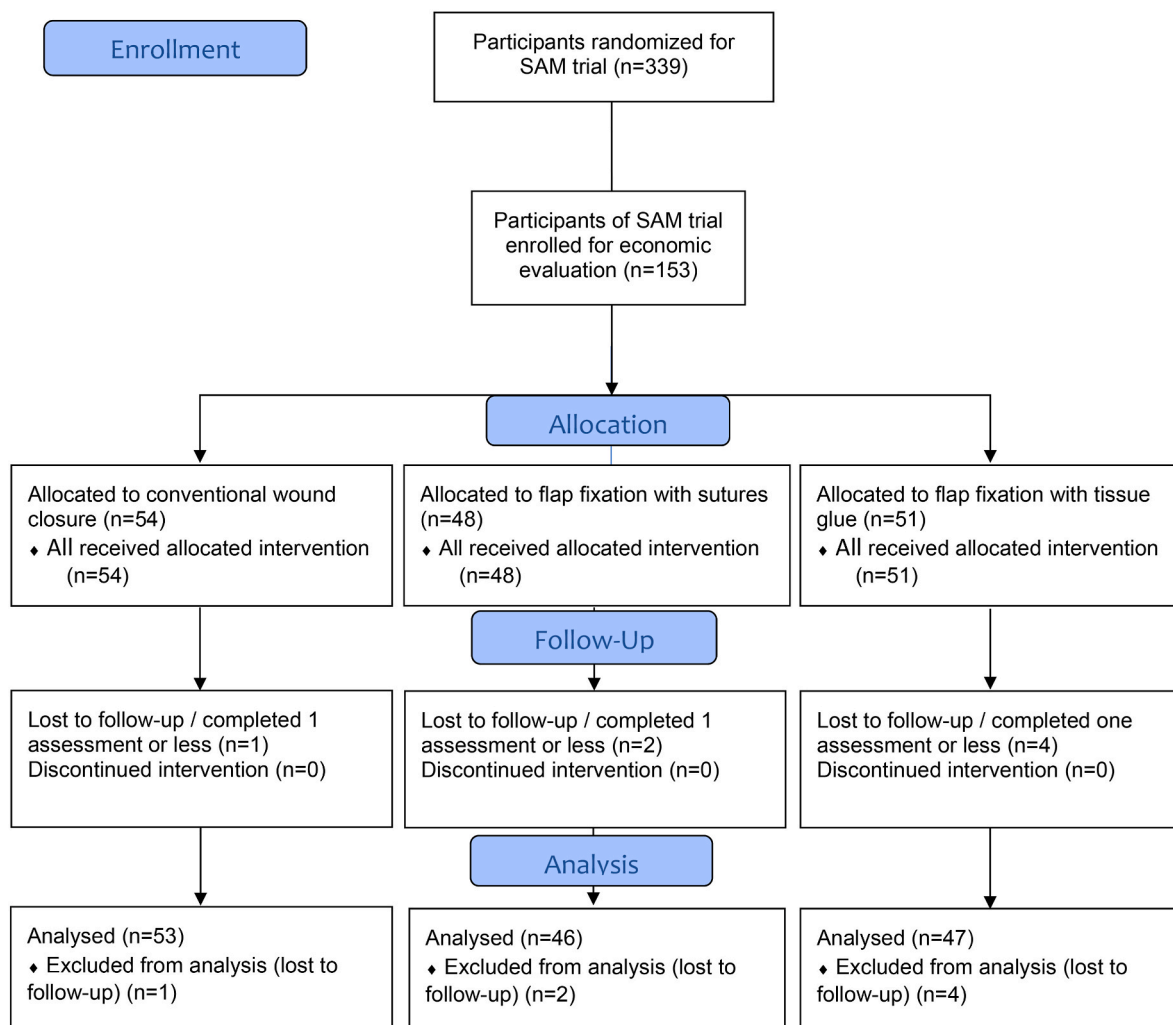 Enrollment
Participants randomized for
SAM trial (n=339)
Participants of SAM trial
enrolled for economic
evaluation (n=153)
Allocation
Allocated to conventional wound
closure (n=54)
♦ All received allocated intervention
(n=54)
Allocated to flap fixation with sutures
(n=48)
♦ All received allocated intervention
(n=48)
Allocated to flap fixation with tissue
glue (n=51)
♦ All received allocated intervention
(n=51)
Follow-Up
Lost to follow-up / completed 1
assessment or less (n=1)
Discontinued intervention (n=0)
Lost to follow-up / completed 1
assessment or less (n=2)
Discontinued intervention (n=0)
Lost to follow-up / completed one
assessment or less (n=4)
Discontinued intervention (n=0)
Analysis
Analysed (n=53)
♦ Excluded from analysis (lost to
follow-up) (n=1)
Analysed (n=46)
♦ Excluded from analysis (lost to
follow-up) (n=2)
Analysed (n=47)
♦ Excluded from analysis (lost to
follow-up) (n=4)